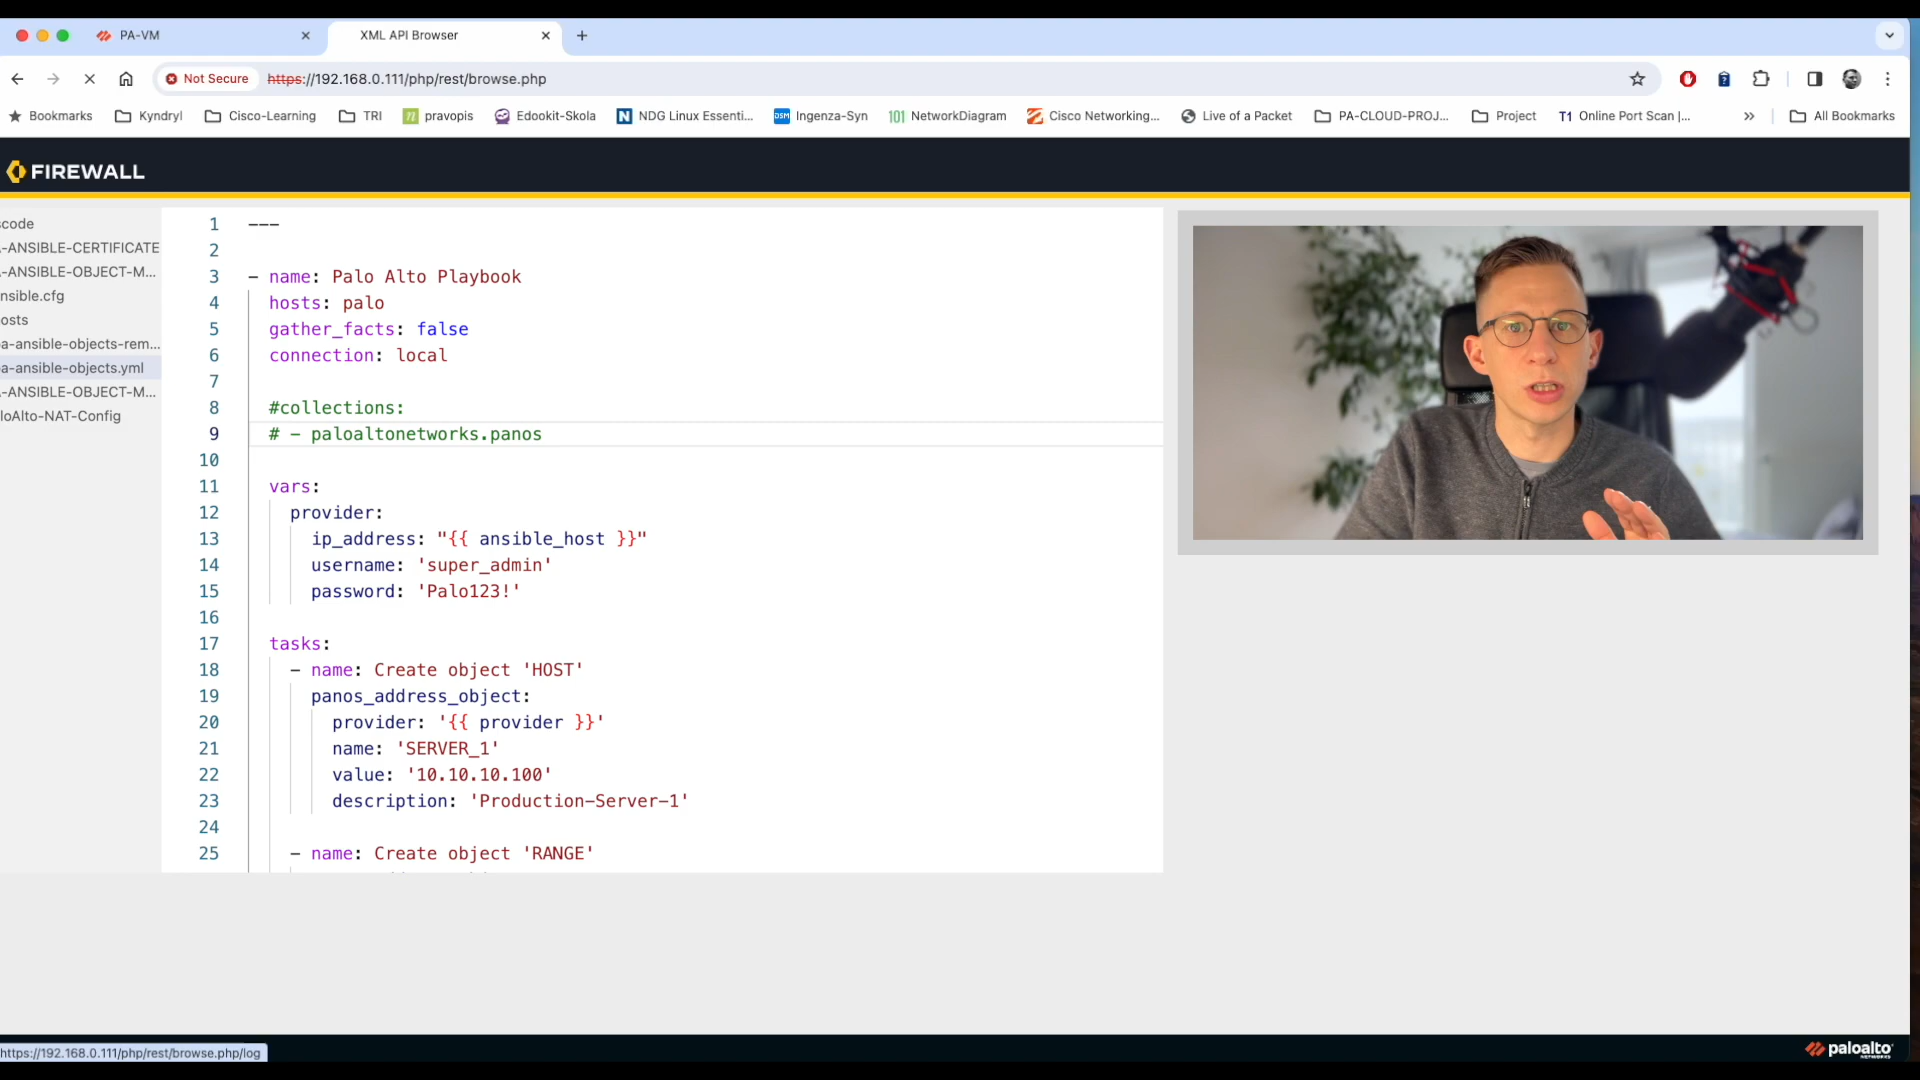 PA-VM
XML API Browser
Not Secure
https://192.168.0.111/php/rest/browse.php
Bookmarks
Kyndryl
Cisco-Learning
TRI
pravopis
Edookit-Skola
NDG Linux Essenti...
Ingenza-Syn
NetworkDiagram
Cisco Networking...
Live of a Packet
PA-CLOUD-PROJ...
Project
Online Port Scan |...
All Bookmarks
FIREWALL
scode
-ANSIBLE-CERTIFICATE
-ANSIBLE-OBJECT-M...
nsible.cfg
osts
a-ansible-objects-rem...
a-ansible-objects.yml
-ANSIBLE-OBJECT-M...
loAlto-NAT-Config
1 ---
2
3 - name: Palo Alto Playbook
4 hosts: palo
5 gather_facts: false
6 connection: local
7
8 #collections:
9 # - paloaltonetworks.panos
10
11 vars:
12 provider:
13 ip_address: "{{ ansible_host }}"
14 username: 'super_admin'
15 password: 'Palo123!'
16
17 tasks:
18 - name: Create object 'HOST'
19 panos_address_object:
20 provider: '{{ provider }}'
21 name: 'SERVER_1'
22 value: '10.10.10.100'
23 description: 'Production-Server-1'
24
25 - name: Create object 'RANGE'
https://192.168.0.111/php/rest/browse.php/log
paloalto
NETWORKS